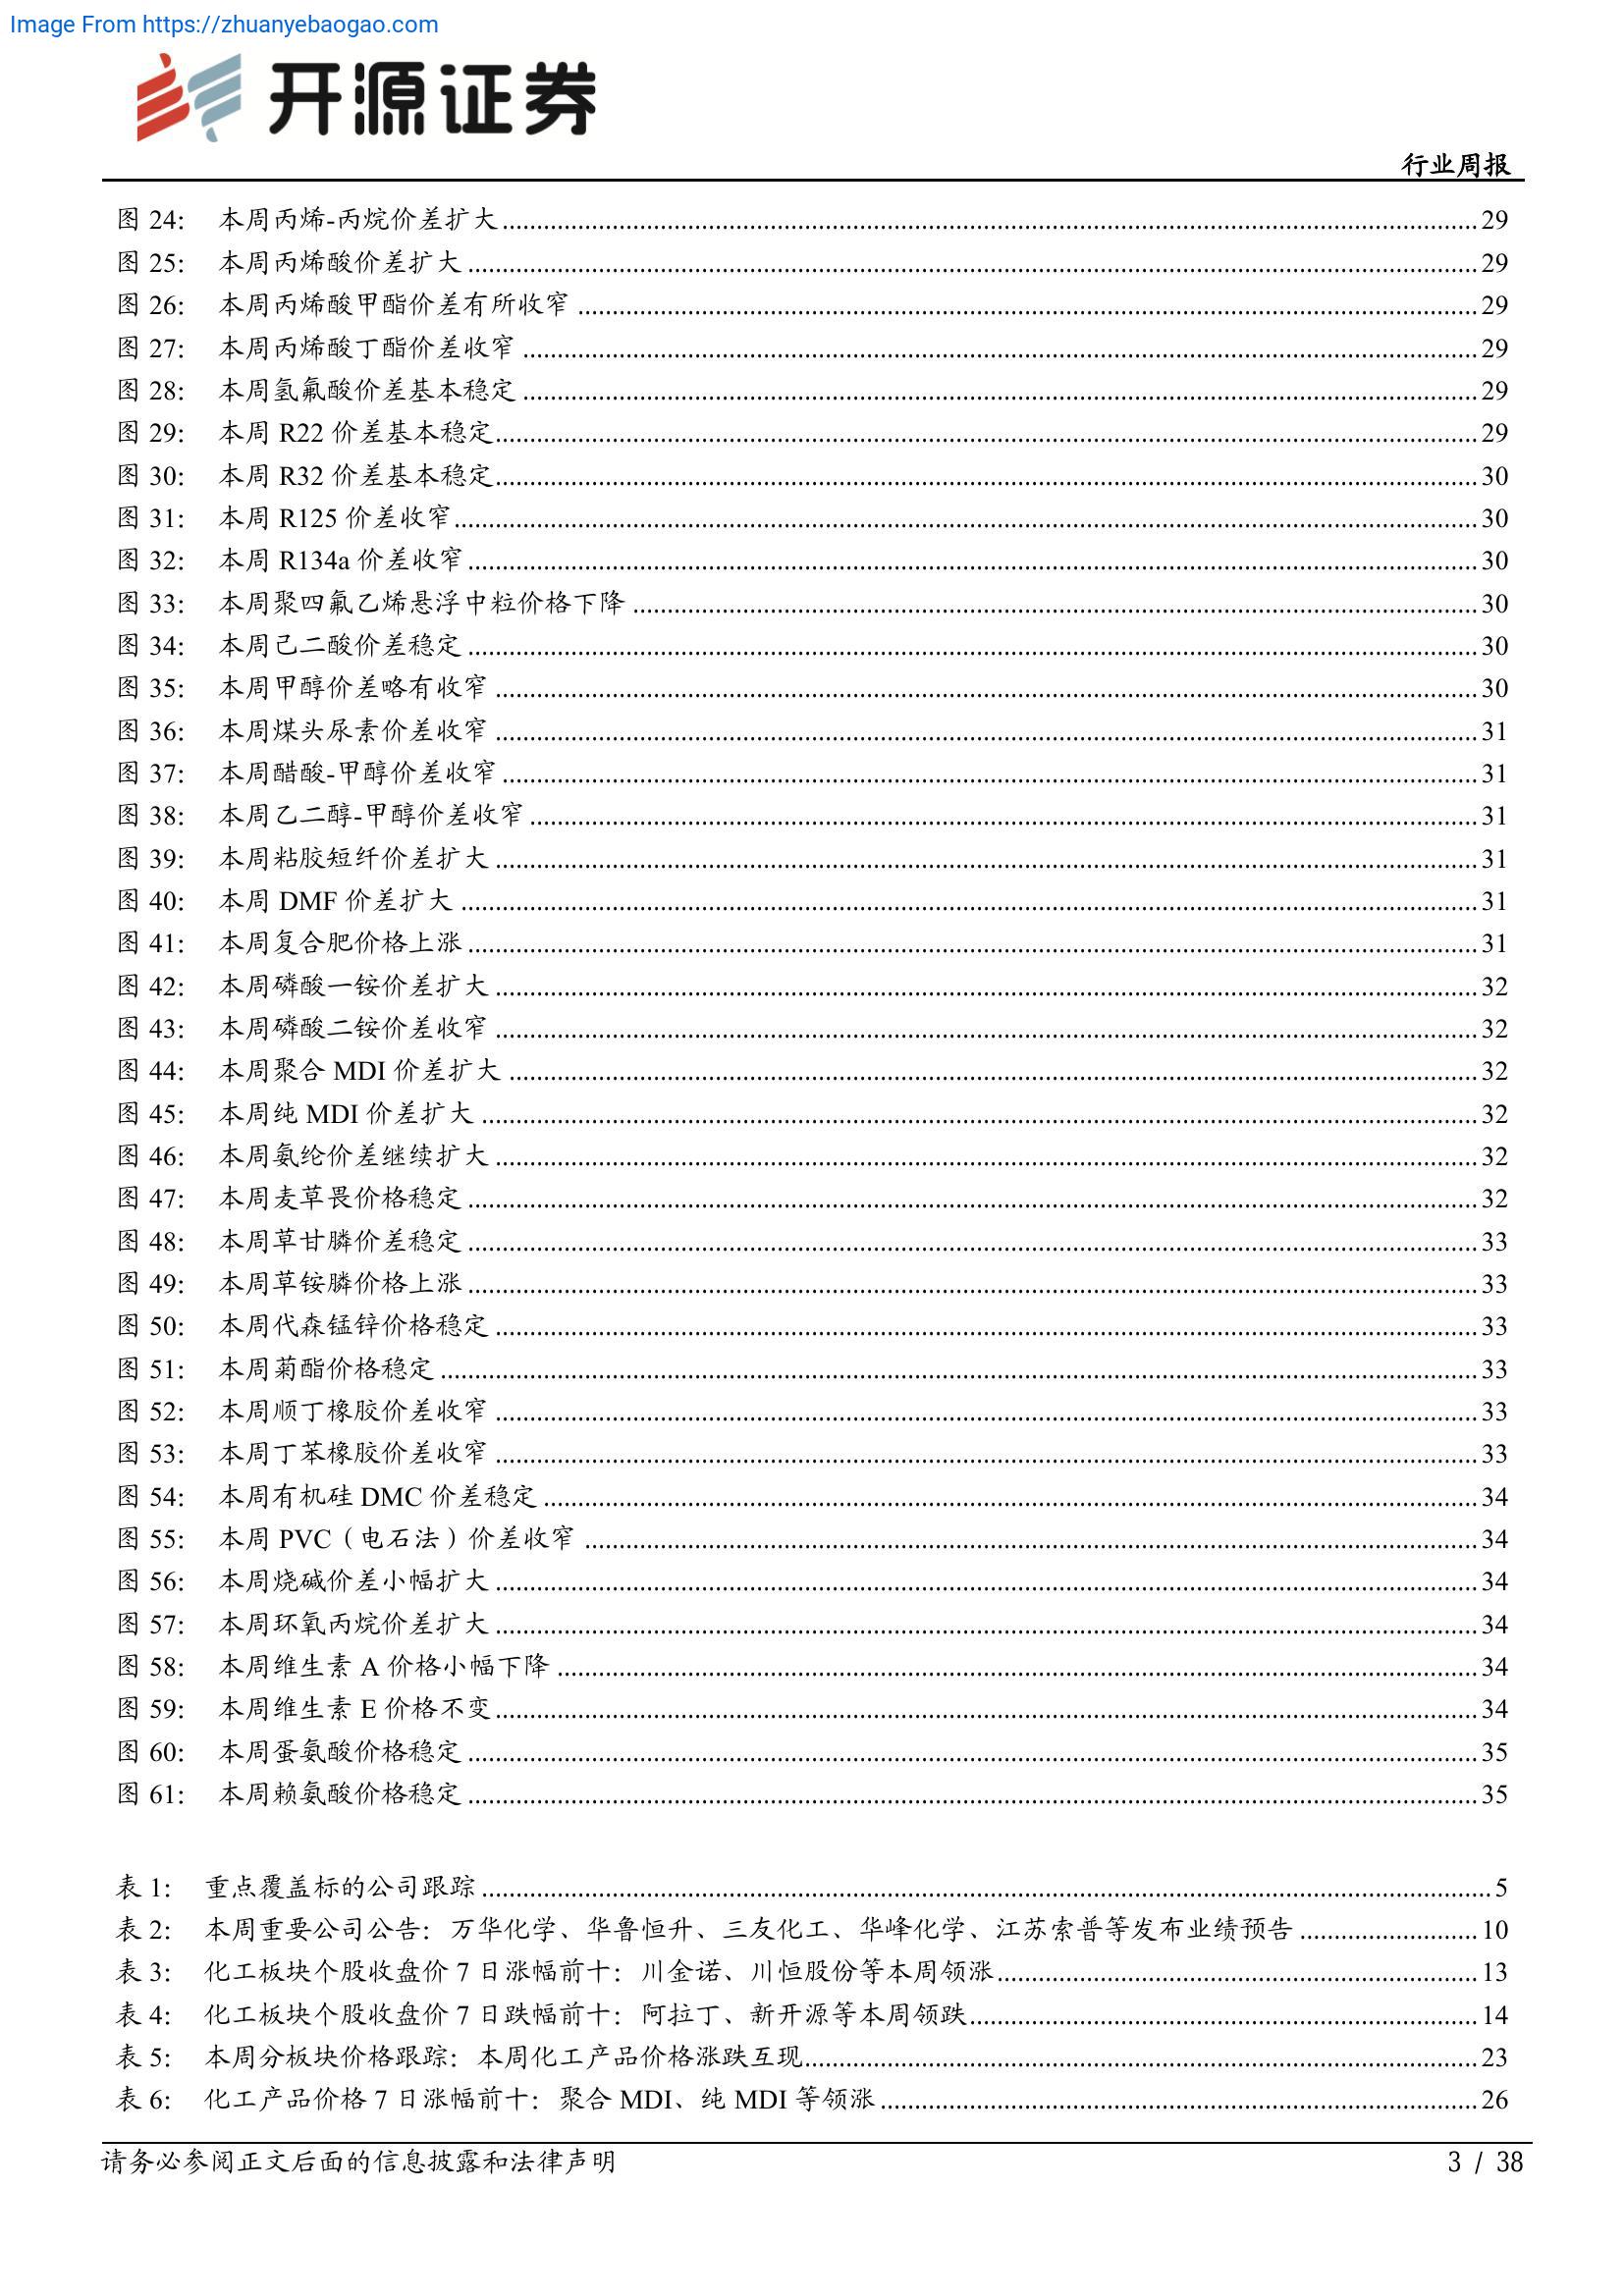 Image From https://zhuanyebaogao.com
开源证券
行业周报
图 24: 本周丙烯-丙烷价差扩大 29
图 25: 本周丙烯酸价差扩大 29
图 26: 本周丙烯酸甲酯价差有所收窄 29
图 27: 本周丙烯酸丁酯价差收窄 29
图 28: 本周氢氟酸价差基本稳定 29
图 29: 本周 R22 价差基本稳定 29
图 30: 本周 R32 价差基本稳定 30
图 31: 本周 R125 价差收窄 30
图 32: 本周 R134a 价差收窄 30
图 33: 本周聚四氟乙烯悬浮中粒价格下降 30
图 34: 本周己二酸价差稳定 30
图 35: 本周甲醇价差略有收窄 30
图 36: 本周煤头尿素价差收窄 31
图 37: 本周醋酸-甲醇价差收窄 31
图 38: 本周乙二醇-甲醇价差收窄 31
图 39: 本周粘胶短纤价差扩大 31
图 40: 本周 DMF 价差扩大 31
图 41: 本周复合肥价格上涨 31
图 42: 本周磷酸一铵价差扩大 32
图 43: 本周磷酸二铵价差收窄 32
图 44: 本周聚合 MDI 价差扩大 32
图 45: 本周纯 MDI 价差扩大 32
图 46: 本周氨纶价差继续扩大 32
图 47: 本周麦草畏价格稳定 32
图 48: 本周草甘膦价差稳定 33
图 49: 本周草铵膦价格上涨 33
图 50: 本周代森锰锌价格稳定 33
图 51: 本周菊酯价格稳定 33
图 52: 本周顺丁橡胶价差收窄 33
图 53: 本周丁苯橡胶价差收窄 33
图 54: 本周有机硅 DMC 价差稳定 34
图 55: 本周 PVC（电石法）价差收窄 34
图 56: 本周烧碱价差小幅扩大 34
图 57: 本周环氧丙烷价差扩大 34
图 58: 本周维生素 A 价格小幅下降 34
图 59: 本周维生素 E 价格不变 34
图 60: 本周蛋氨酸价格稳定 35
图 61: 本周赖氨酸价格稳定 35
表 1: 重点覆盖标的公司跟踪 5
表 2: 本周重要公司公告：万华化学、华鲁恒升、三友化工、华峰化学、江苏索普等发布业绩预告 10
表 3: 化工板块个股收盘价 7 日涨幅前十：川金诺、川恒股份等本周领涨 13
表 4: 化工板块个股收盘价 7 日跌幅前十：阿拉丁、新开源等本周领跌 14
表 5: 本周分板块价格跟踪：本周化工产品价格涨跌互现 23
表 6: 化工产品价格 7 日涨幅前十：聚合 MDI、纯 MDI 等领涨 26
请务必参阅正文后面的信息披露和法律声明 3 / 38